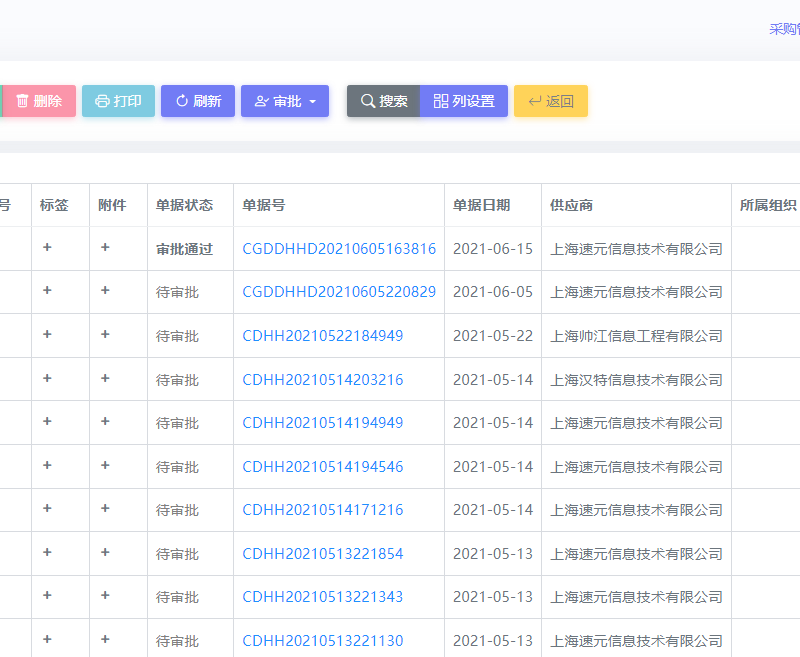 采购
删除 打印 刷新 审批 搜索 列设置 返回
号 标签 附件 单据状态 单据号 单据日期 供应商 所属组织
+ + 审批通过 CGDDHHD20210605163816 2021-06-15 上海速元信息技术有限公司
+ + 待审批 CGDDHHD20210605220829 2021-06-05 上海速元信息技术有限公司
+ + 待审批 CDHH20210522184949 2021-05-22 上海帅江信息工程有限公司
+ + 待审批 CDHH20210514203216 2021-05-14 上海汉特信息技术有限公司
+ + 待审批 CDHH20210514194949 2021-05-14 上海速元信息技术有限公司
+ + 待审批 CDHH20210514194546 2021-05-14 上海速元信息技术有限公司
+ + 待审批 CDHH20210514171216 2021-05-14 上海速元信息技术有限公司
+ + 待审批 CDHH20210513221854 2021-05-13 上海速元信息技术有限公司
+ + 待审批 CDHH20210513221343 2021-05-13 上海速元信息技术有限公司
+ + 待审批 CDHH20210513221130 2021-05-13 上海速元信息技术有限公司